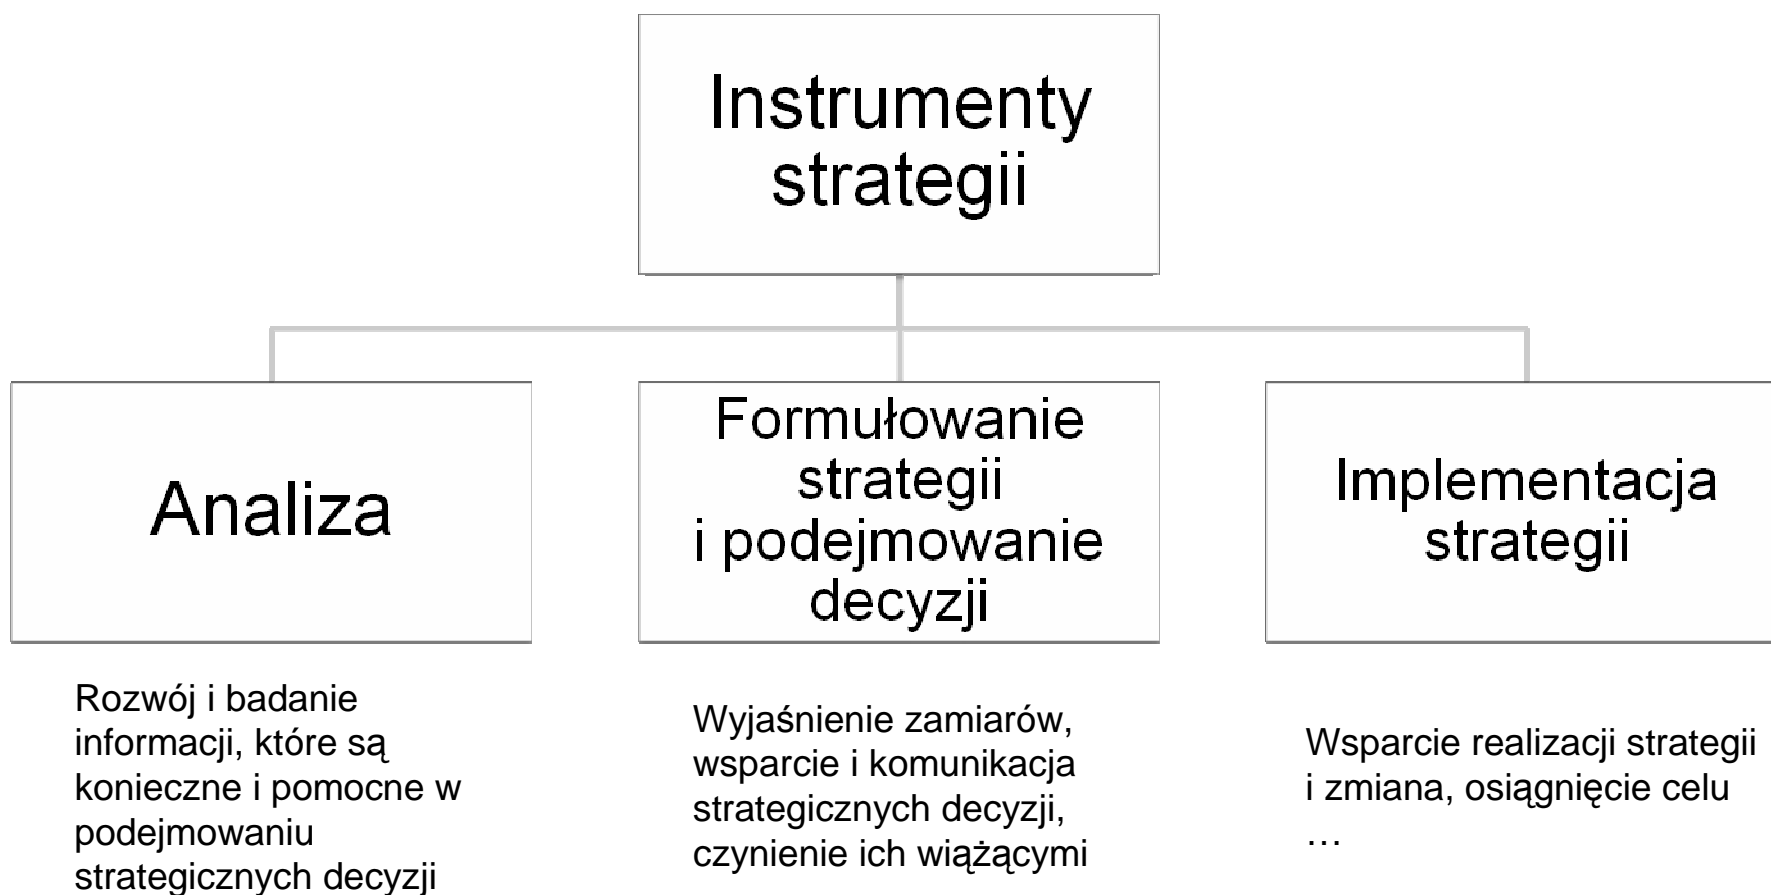 Instrumenty
strategii
Analiza
Formułowanie
strategii
i podejmowanie
decyzji
Implementacja
strategii
Rozwój i badanie
informacji, które są
konieczne i pomocne w
podejmowaniu
strategicznych decyzji
Wyjaśnienie zamiarów,
wsparcie i komunikacja
strategicznych decyzji,
czynienie ich wiążącymi
Wsparcie realizacji strategii
i zmiana, osiągnięcie celu
…